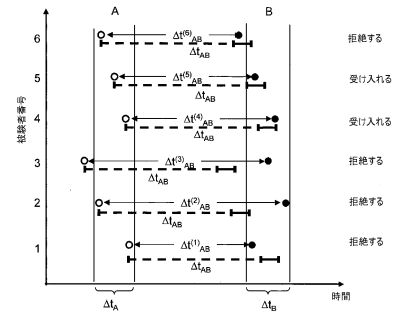 A B
6 Δt(6)AB 拒絶する
ΔtAB
5 Δt(5)AB 受け入れる
ΔtAB
4 Δt(4)AB 受け入れる
ΔtAB
3 Δt(3)AB 拒絶する
ΔtAB
2 Δt(2)AB 拒絶する
ΔtAB
1 Δt(1)AB 拒絶する
ΔtAB
被験者番号
時間
ΔtA ΔtB